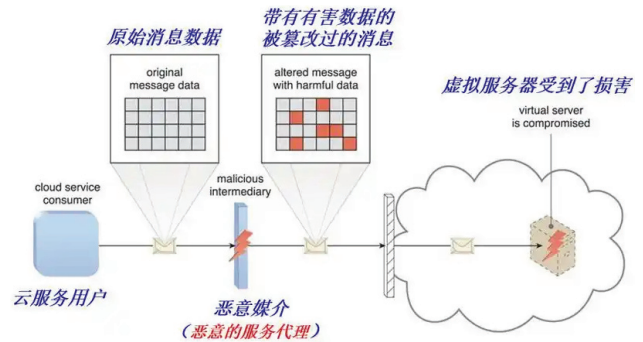 原始消息数据
original
message data
带有有害数据的
被篡改过的消息
altered message
with harmful data
虚拟服务器受到了损害
virtual server
is compromised
cloud service
consumer
malicious
intermediary
云服务用户
恶意媒介
（恶意的服务代理）